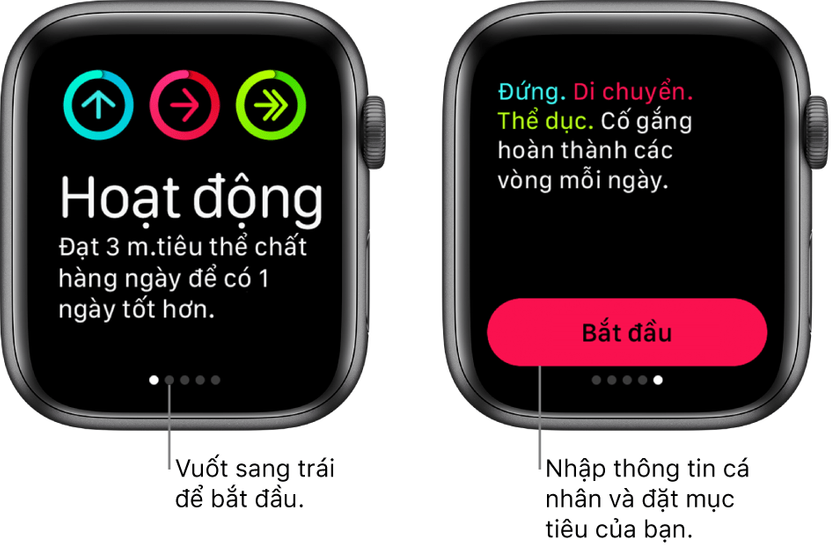 Hoạt động
Đạt 3 m.tiêu thể chất
hàng ngày để có 1
ngày tốt hơn.
Vuốt sang trái
để bắt đầu.
Đứng. Di chuyển.
Thể dục. Cố gắng
hoàn thành các
vòng mỗi ngày.
Bắt đầu
Nhập thông tin cá
nhân và đặt mục
tiêu của bạn.